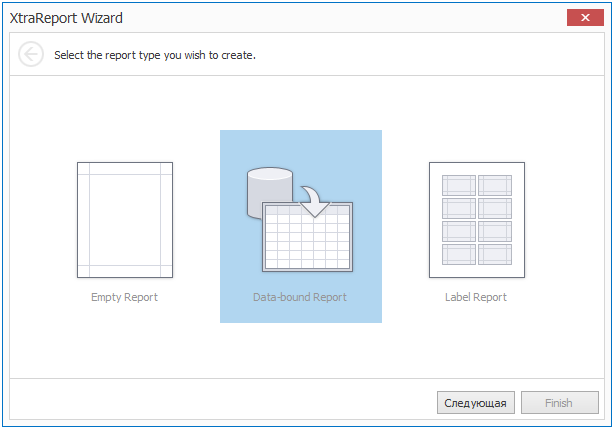 XtraReport Wizard
Select the report type you wish to create.
Empty Report
Data-bound Report
Label Report
Следующая
Finish